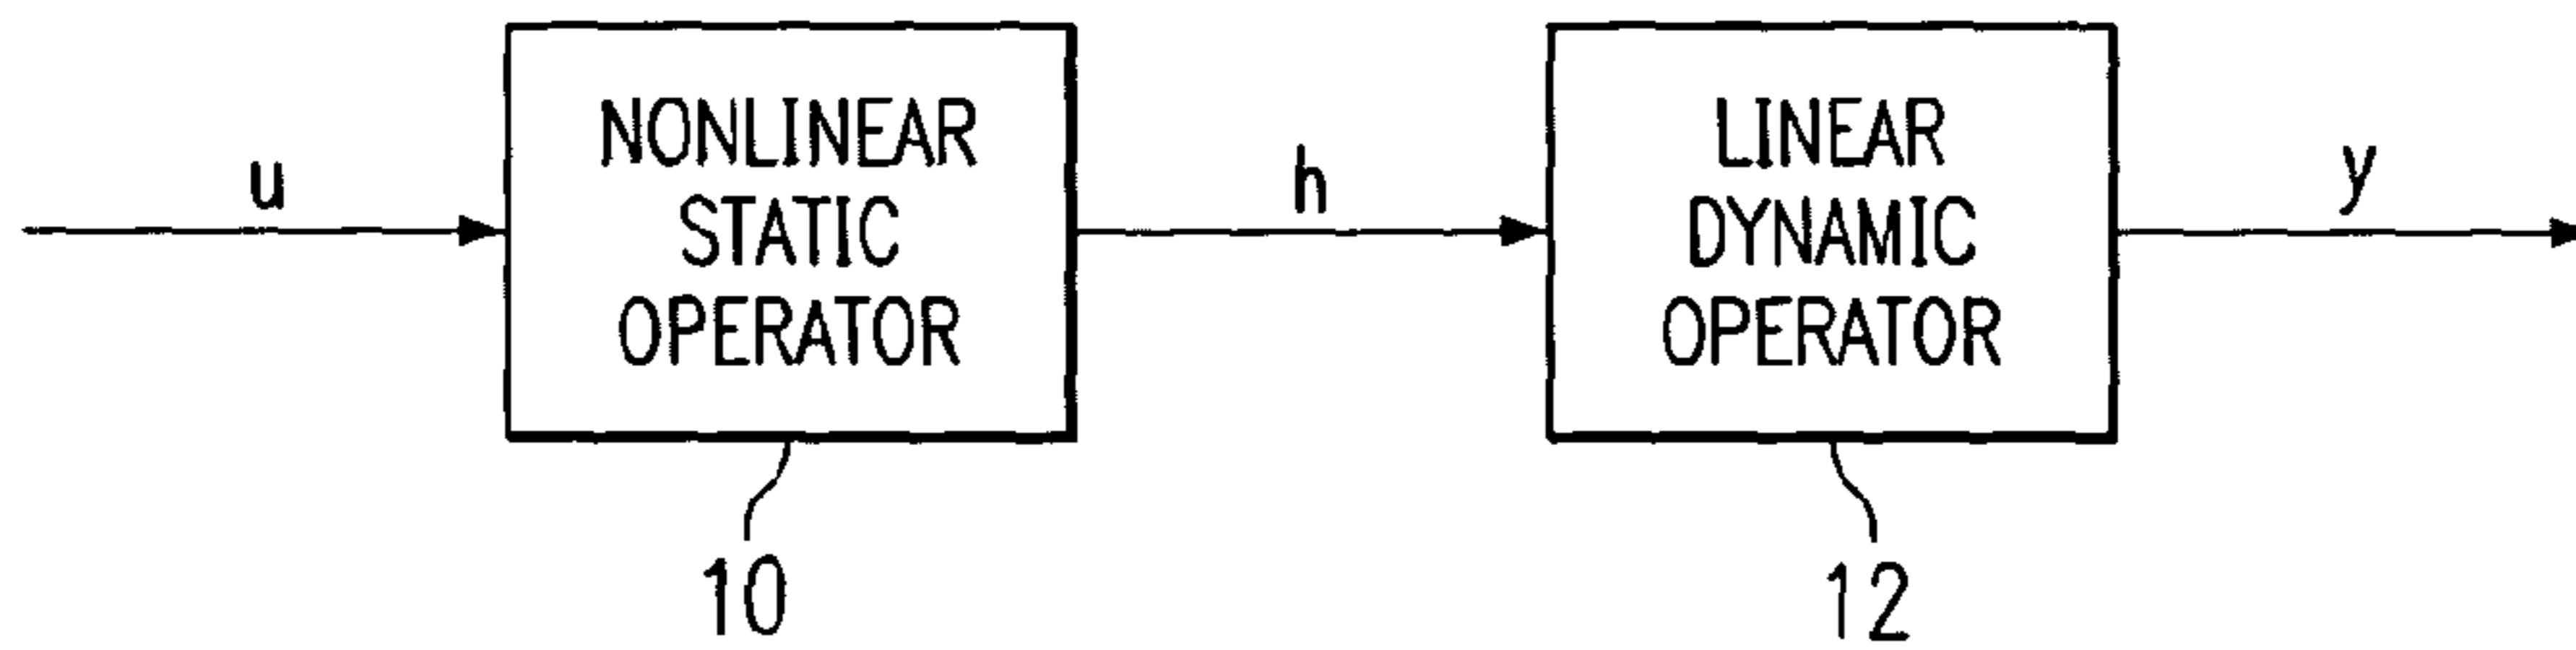 u
NONLINEAR
STATIC
OPERATOR
h
LINEAR
DYNAMIC
OPERATOR
y
10
12